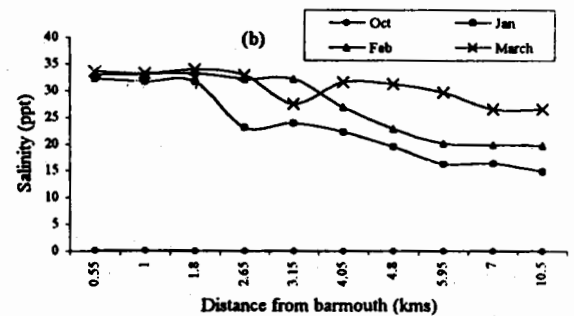 (b)
Oct
Jan
Feb
March
Salinity (ppt)
40
35
30
25
20
15
10
5
0
0.55
1
1.8
2.65
3.15
4.05
4.8
5.95
7
10.5
Distance from barmouth (kms)